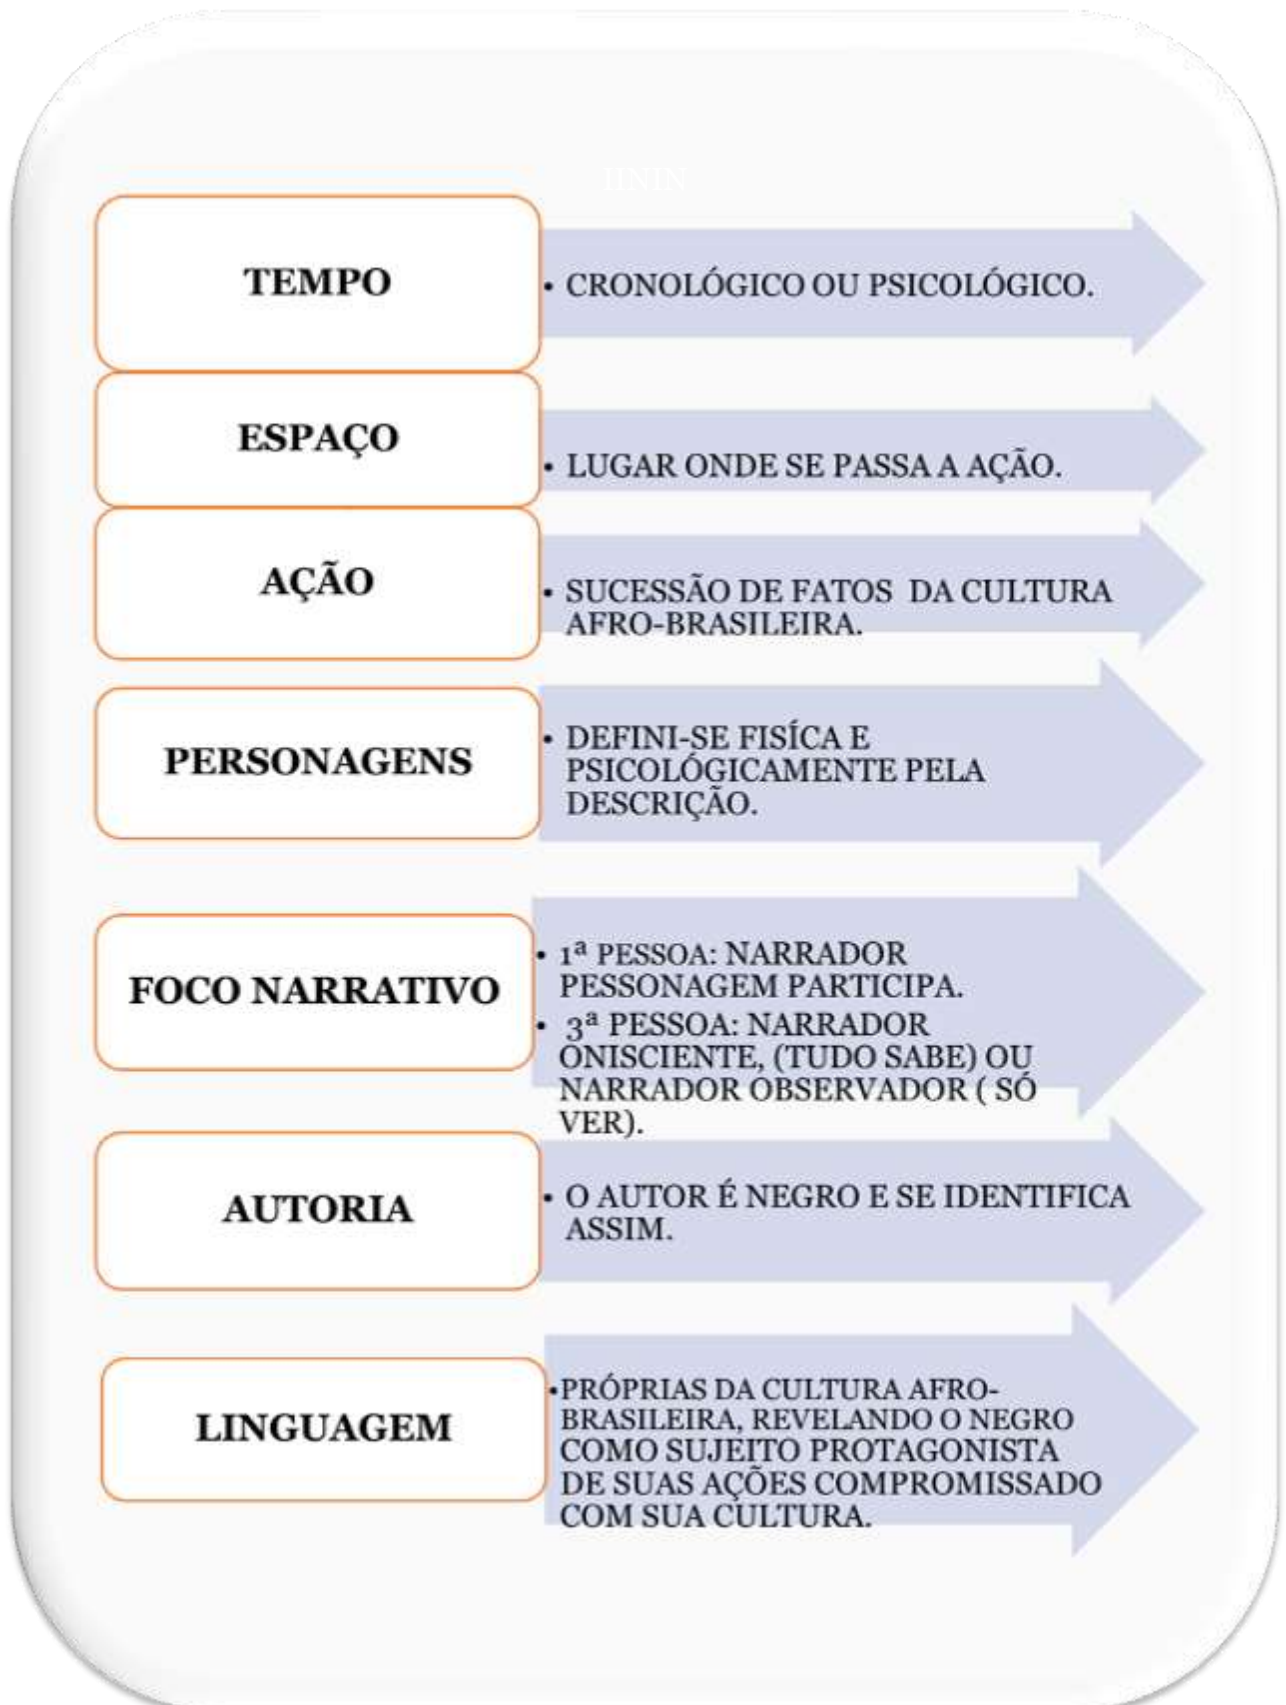 IININ
TEMPO
• CRONOLÓGICO OU PSICOLÓGICO.
ESPAÇO
• LUGAR ONDE SE PASSA A AÇÃO.
AÇÃO
• SUCESSÃO DE FATOS DA CULTURA
AFRO-BRASILEIRA.
PERSONAGENS
• DEFINI-SE FISÍCA E
PSICOLÓGICAMENTE PELA
DESCRIÇÃO.
FOCO NARRATIVO
• 1ª PESSOA: NARRADOR
PESSONAGEM PARTICIPA.
• 3ª PESSOA: NARRADOR
ONISCIENTE, (TUDO SABE) OU
NARRADOR OBSERVADOR ( SÓ
VER).
AUTORIA
• O AUTOR É NEGRO E SE IDENTIFICA
ASSIM.
LINGUAGEM
•PRÓPRIAS DA CULTURA AFRO-
BRASILEIRA, REVELANDO O NEGRO
COMO SUJEITO PROTAGONISTA
DE SUAS AÇÕES COMPROMISSADO
COM SUA CULTURA.